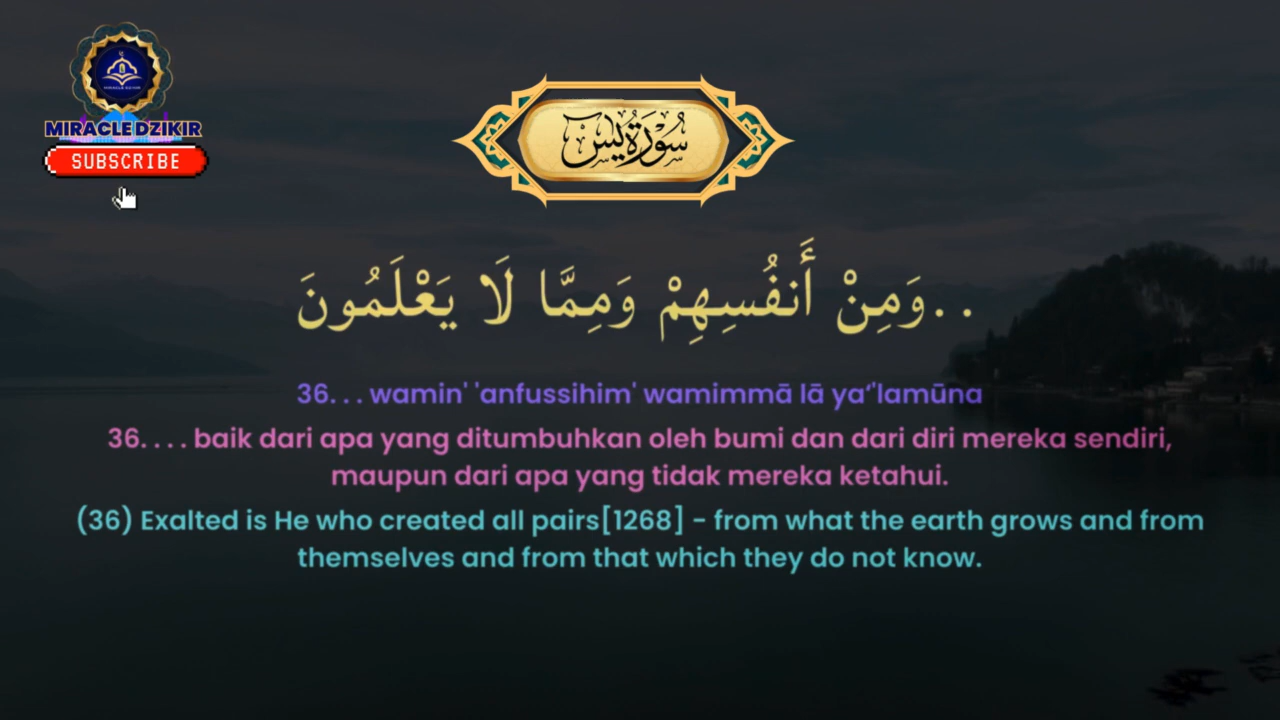 MIRACLE DZIKIR
SUBSCRIBE
سُوْرَةُ يٰسٓ
..وَمِنْ أَنفُسِهِمْ وَمِمَّا لَا يَعْلَمُونَ
36. . . wamin' 'anfussihim' wamimmā lā ya‘'lamūna
36. . . . baik dari apa yang ditumbuhkan oleh bumi dan dari diri mereka sendiri,
maupun dari apa yang tidak mereka ketahui.
(36) Exalted is He who created all pairs[1268] - from what the earth grows and from
themselves and from that which they do not know.